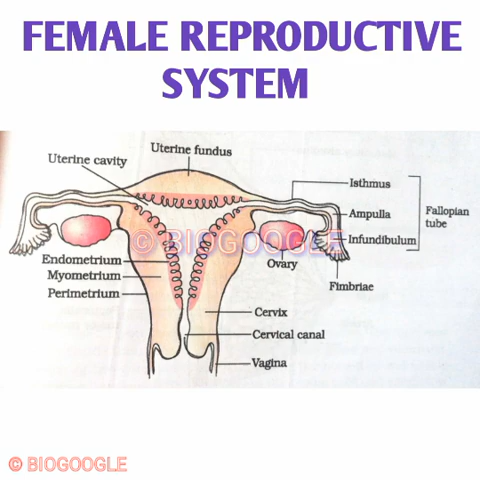 FEMALE REPRODUCTIVE
SYSTEM
Uterine fundus
Uterine cavity
Isthmus
Ampulla
Fallopian
tube
Infundibulum
© BIOGOOGLE
Ovary
Fimbriae
Endometrium
Myometrium
Perimetrium
Cervix
Cervical canal
Vagina
© BIOGOOGLE